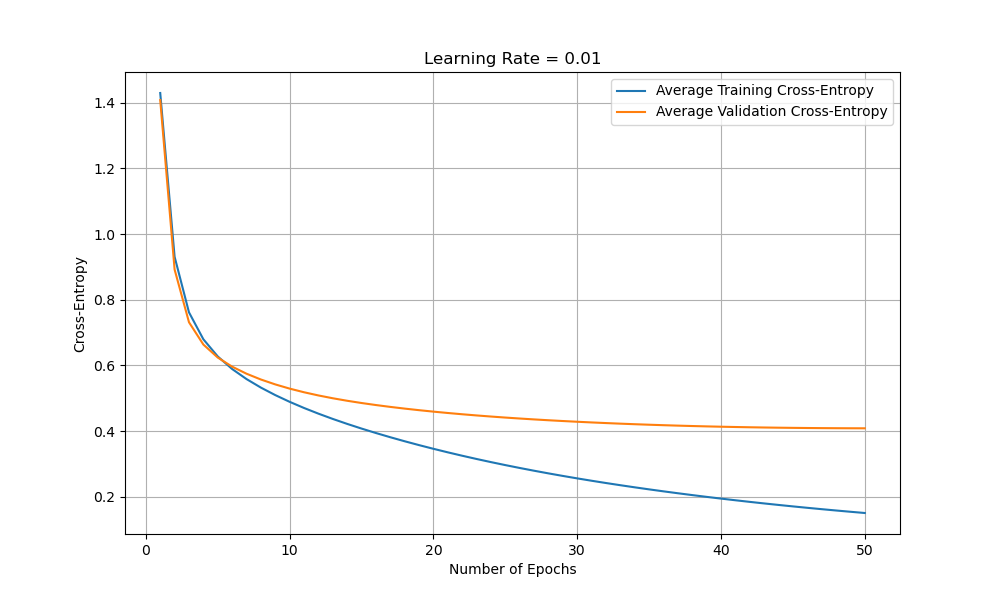 Learning Rate = 0.01
Average Training Cross-Entropy
Average Validation Cross-Entropy
1.4
1.2
1.0
0.8
0.6
0.4
0.2
Cross-Entropy
0 10 20 30 40 50
Number of Epochs